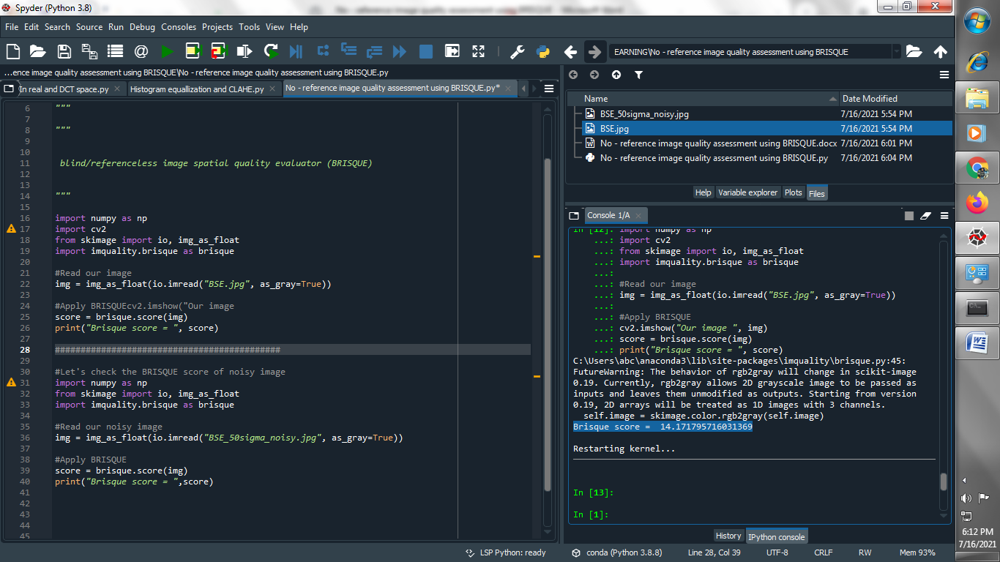 Spyder (Python 3.8)
No - reference image quality assessment using BRISQUE - Microsoft Word
File Edit Search Source Run Debug Consoles Projects Tools View Help
EARNING\No - reference image quality assessment using BRISQUE
...ence image quality assessment using BRISQUE\No - reference image quality assessment using BRISQUE.py
In real and DCT space.py
Histogram equallization and CLAHE.py
No - reference image quality assessment using BRISQUE.py*
6 """
7
8 """
9
10
11 blind/referenceless image spatial quality evaluator (BRISQUE)
12
13
14 """
15
16 import numpy as np
17 import cv2
18 from skimage import io, img_as_float
19 import imquality.brisque as brisque
20
21 #Read our image
22 img = img_as_float(io.imread("BSE.jpg", as_gray=True))
23
24 #Apply BRISQUEcv2.imshow("Our image
25 score = brisque.score(img)
26 print("Brisque score = ", score)
27
28 ############################################
29
30 #Let's check the BRISQUE score of noisy image
31 import numpy as np
32 from skimage import io, img_as_float
33 import imquality.brisque as brisque
34
35 #Read our noisy image
36 img = img_as_float(io.imread("BSE_50sigma_noisy.jpg", as_gray=True))
37
38 #Apply BRISQUE
39 score = brisque.score(img)
40 print("Brisque score = ",score)
41
42
43
44
45
Name Date Modified
BSE_50sigma_noisy.jpg 7/16/2021 5:54 PM
BSE.jpg 7/16/2021 5:54 PM
No - reference image quality assessment using BRISQUE.docx 7/16/2021 6:01 PM
No - reference image quality assessment using BRISQUE.py 7/16/2021 6:04 PM
Help Variable explorer Plots Files
Console 1/A
In [12]: import numpy as np
...: import cv2
...: from skimage import io, img_as_float
...: import imquality.brisque as brisque
...:
...: #Read our image
...: img = img_as_float(io.imread("BSE.jpg", as_gray=True))
...:
...: #Apply BRISQUE
...: cv2.imshow("Our image ", img)
...: score = brisque.score(img)
...: print("Brisque score = ", score)
C:\Users\abc\anaconda3\lib\site-packages\imquality\brisque.py:45:
FutureWarning: The behavior of rgb2gray will change in scikit-image
0.19. Currently, rgb2gray allows 2D grayscale image to be passed as
inputs and leaves them unmodified as outputs. Starting from version
0.19, 2D arrays will be treated as 1D images with 3 channels.
self.image = skimage.color.rgb2gray(self.image)
Brisque score =  14.171795716031369
Restarting kernel...
In [13]:
In [1]:
History IPython console
LSP Python: ready conda (Python 3.8.8) Line 28, Col 39 UTF-8 CRLF RW Mem 93%
6:12 PM
7/16/2021